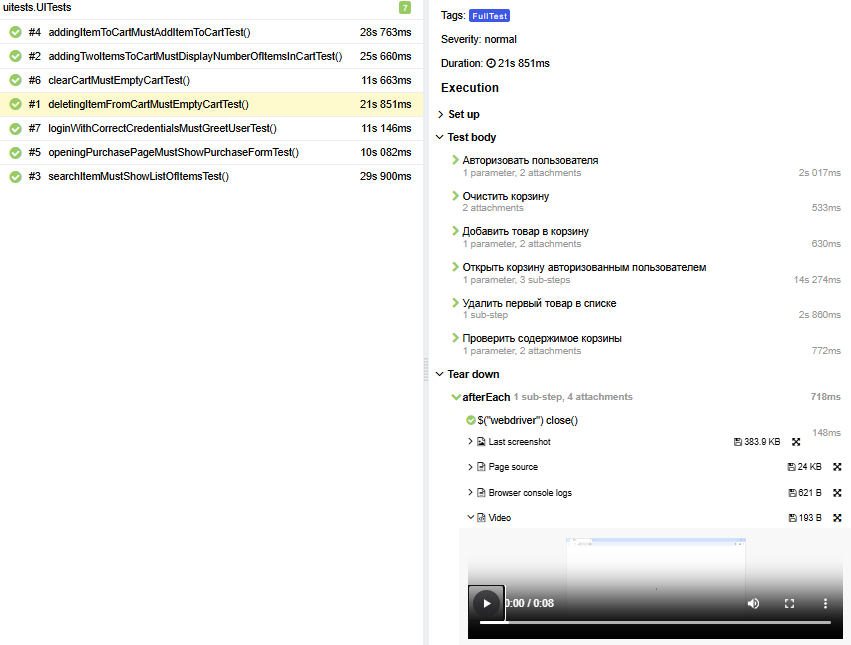 uitests.UITests 7
#4 addingItemToCartMustAddItemToCartTest() 28s 763ms
#2 addingTwoItemsToCartMustDisplayNumberOfItemsInCartTest() 25s 660ms
#6 clearCartMustEmptyCartTest() 11s 663ms
#1 deletingItemFromCartMustEmptyCartTest() 21s 851ms
#7 loginWithCorrectCredentialsMustGreetUserTest() 11s 146ms
#5 openingPurchasePageMustShowPurchaseFormTest() 10s 082ms
#3 searchItemMustShowListOfItemsTest() 29s 900ms
Tags: FullTest
Severity: normal
Duration: 21s 851ms
Execution
Set up
Test body
Авторизовать пользователя
1 parameter, 2 attachments 2s 017ms
Очистить корзину
2 attachments 533ms
Добавить товар в корзину
1 parameter, 2 attachments 630ms
Открыть корзину авторизованным пользователем
1 parameter, 3 sub-steps 14s 274ms
Удалить первый товар в списке
1 sub-step 2s 860ms
Проверить содержимое корзины
1 parameter, 2 attachments 772ms
Tear down
afterEach 1 sub-step, 4 attachments 718ms
$("webdriver") close()
148ms
Last screenshot 383.9 KB
Page source 24 KB
Browser console logs 621 B
Video 193 B
0:00 / 0:08